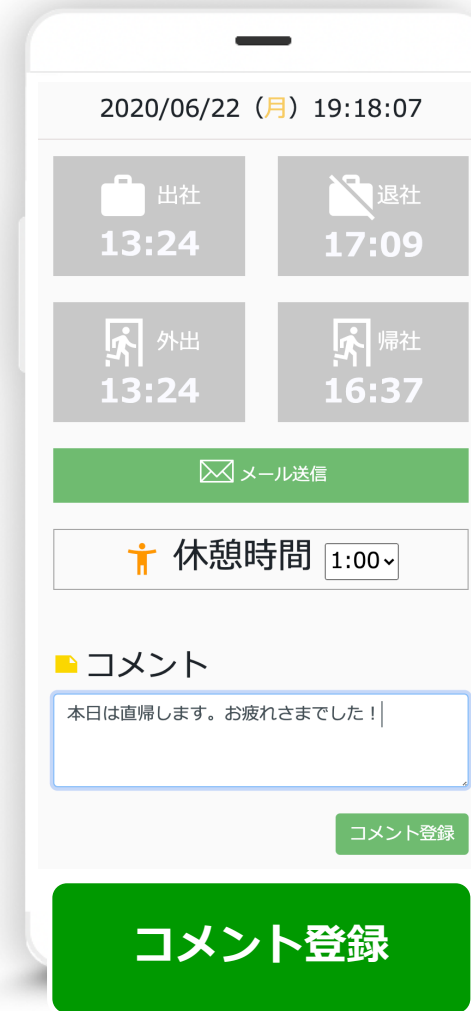 2020/06/22（月）19:18:07
出社 退社
13:24 17:09
外出 帰社
13:24 16:37
メール送信
休憩時間 1:00
コメント
本日は直帰します。お疲れさまでした！
コメント登録
コメント登録